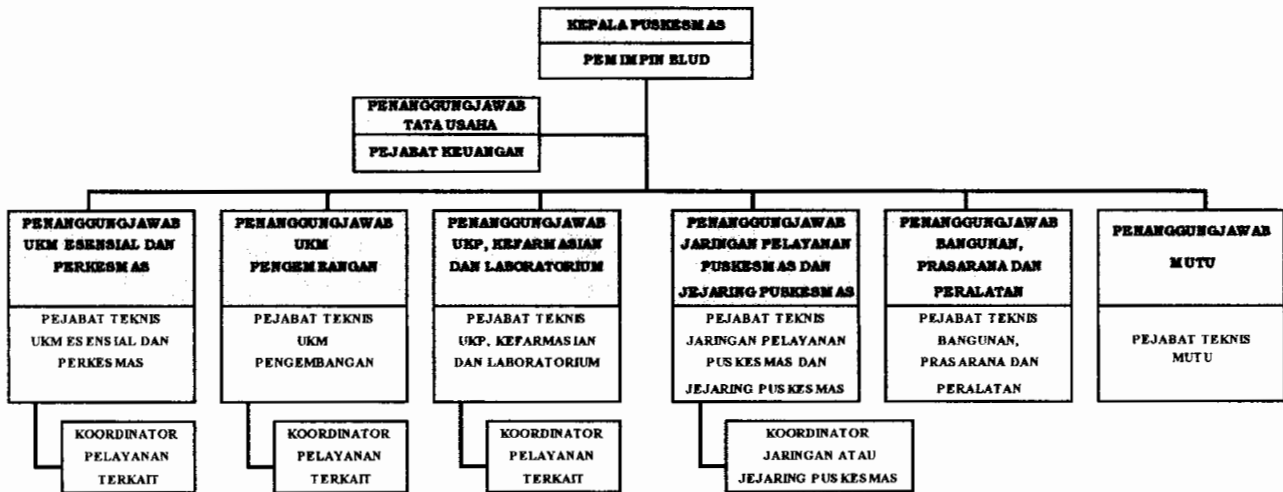 KEPALA PUSKESMAS
PEMIMPIN BLUD
PENANGGUNGJAWAB
TATA USAHA
PEJABAT KEUANGAN
PENANGGUNGJAWAB
UKM ESENSIAL DAN
PERKESMAS
PEJABAT TEKNIS
UKM ESENSIAL DAN
PERKESMAS
KOORDINATOR
PELAYANAN
TERKAIT
PENANGGUNGJAWAB
UKM
PENGEMBANGAN
PEJABAT TEKNIS
UKM
PENGEMBANGAN
KOORDINATOR
PELAYANAN
TERKAIT
PENANGGUNGJAWAB
UKP, KEFARMASIAN
DAN LABORATORIUM
PEJABAT TEKNIS
UKP, KEFARMASIAN
DAN LABORATORIUM
KOORDINATOR
PELAYANAN
TERKAIT
PENANGGUNGJAWAB
JARINGAN PELAYANAN
PUSKESMAS DAN
JEJARING PUSKESMAS
PEJABAT TEKNIS
JARINGAN PELAYANAN
PUSKESMAS DAN
JEJARING PUSKESMAS
KOORDINATOR
JARINGAN ATAU
JEJARING PUSKESMAS
PENANGGUNGJAWAB
BANGUNAN,
PRASARANA DAN
PERALATAN
PEJABAT TEKNIS
BANGUNAN,
PRASARANA DAN
PERALATAN
PENANGGUNGJAWAB
MUTU
PEJABAT TEKNIS
MUTU